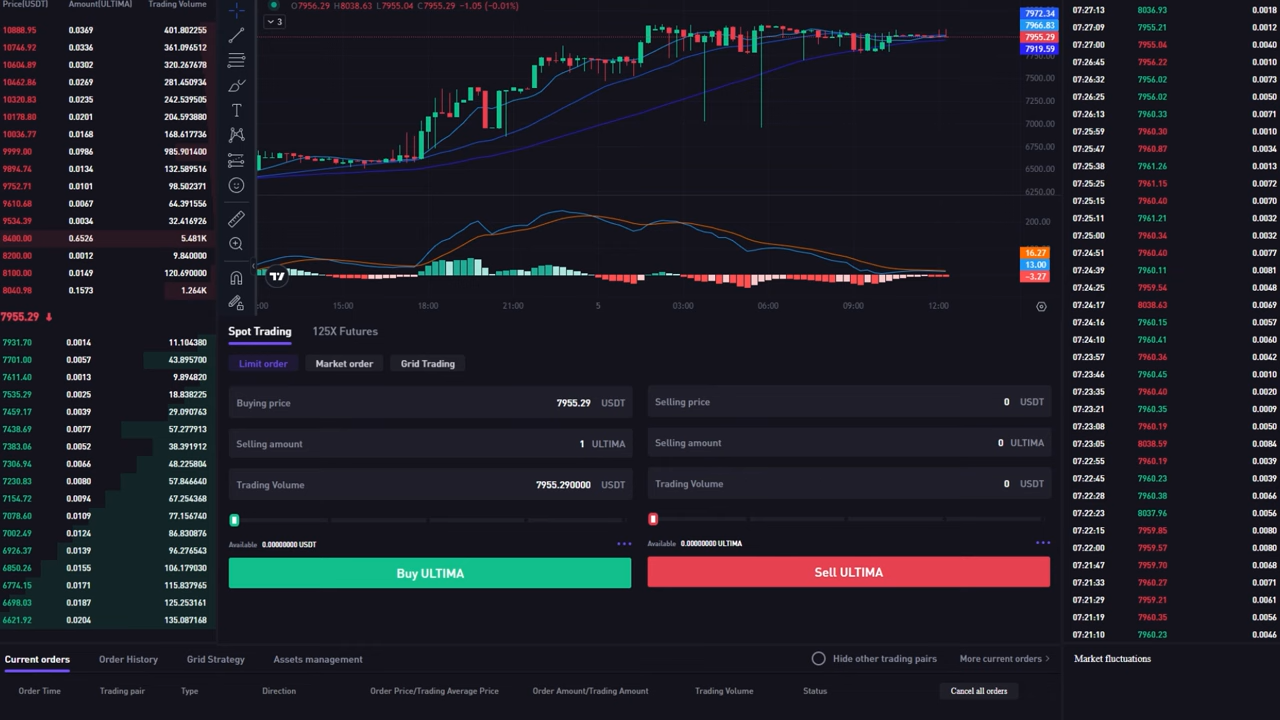 Price(USDT) Amount(ULTIMA) Trading Volume
10888.95 0.0369 401.802255
10746.92 0.0336 361.096512
10604.89 0.0302 320.267678
10462.86 0.0269 281.450934
10320.83 0.0235 242.539505
10178.80 0.0201 204.593880
10036.77 0.0168 168.617736
9999.00 0.0986 985.901400
9894.74 0.0134 132.589516
9752.71 0.0101 98.502371
9610.68 0.0067 64.391556
9534.39 0.0034 32.416926
8400.00 0.6526 5.481K
8200.00 0.0012 9.840000
8100.00 0.0149 120.690000
8040.98 0.1573 1.264K
7955.29
7931.70 0.0014 11.104380
7701.00 0.0057 43.895700
7611.40 0.0013 9.894820
7535.29 0.0025 18.838225
7459.17 0.0039 29.090763
7438.69 0.0077 57.277913
7383.06 0.0052 38.391912
7306.94 0.0066 48.225804
7230.83 0.0080 57.846640
7154.72 0.0094 67.254368
7078.60 0.0109 77.156740
7002.49 0.0124 86.830876
6926.37 0.0139 96.276543
6850.26 0.0155 106.179030
6774.15 0.0171 115.837965
6698.03 0.0187 125.253161
6621.92 0.0204 135.087168
O7956.29 H8038.63 L7955.04 C7955.29 −1.05 (−0.01%)
3
7972.34
7966.83
7955.29
7919.59
7500.00
7250.00
7000.00
6750.00
6500.00
6250.00
200.00
16.27
13.00
-3.27
:00 15:00 18:00 21:00 5 03:00 06:00 09:00 12:00
Spot Trading 125X Futures
Limit order Market order Grid Trading
Buying price 7955.29 USDT
Selling amount 1 ULTIMA
Trading Volume 7955.290000 USDT
Available 0.00000000 USDT
Buy ULTIMA
Selling price 0 USDT
Selling amount 0 ULTIMA
Trading Volume 0 USDT
Available 0.00000000 ULTIMA
Sell ULTIMA
07:27:13 8036.93 0.0018
07:27:09 7955.21 0.0012
07:27:00 7955.04 0.0040
07:26:45 7956.22 0.0011
07:26:32 7956.02 0.0050
07:26:25 7956.02 0.0053
07:26:13 7960.33 0.0071
07:25:59 7960.30 0.0011
07:25:47 7960.87 0.0014
07:25:38 7961.26 0.0013
07:25:25 7961.15 0.0072
07:25:15 7960.40 0.0033
07:25:11 7961.21 0.0039
07:25:00 7960.34 0.0036
07:24:51 7960.40 0.0063
07:24:39 7960.11 0.0051
07:24:25 7959.54 0.0035
07:24:17 8038.63 0.0069
07:24:16 7960.15 0.0057
07:24:10 7960.41 0.0060
07:23:57 7960.36 0.0042
07:23:46 7960.45 0.0010
07:23:35 7960.40 0.0064
07:23:21 7960.35 0.0009
07:23:08 7960.19 0.0050
07:23:05 8038.59 0.0084
07:22:55 7960.19 0.0039
07:22:45 7960.23 0.0039
07:22:28 7960.38 0.0066
07:22:23 8037.96 0.0051
07:22:15 7959.85 0.0026
07:22:00 7959.57 0.0028
07:21:47 7959.70 0.0068
07:21:33 7960.27 0.0071
07:21:29 7959.21 0.0061
07:21:19 7960.35 0.0056
07:21:10 7960.23 0.0046
Current orders Order History Grid Strategy Assets management Hide other trading pairs More current orders
Order Time Trading pair Type Direction Order Price/Trading Average Price Order Amount/Trading Amount Trading Volume Status Cancel all orders
Market fluctuations